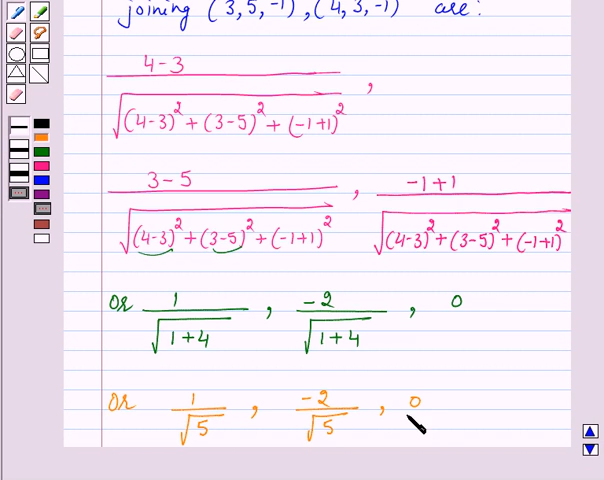 joining (3,5,-1), (4,3,-1) are:
4-3
√(4-3)²+(3-5)²+(-1+1)² ,
3-5 , -1+1
√(4-3)²+(3-5)²+(-1+1)² √(4-3)²+(3-5)²+(-1+1)²
or 1 , -2 , 0
√1+4 √1+4
or 1 , -2 , 0
√5 √5